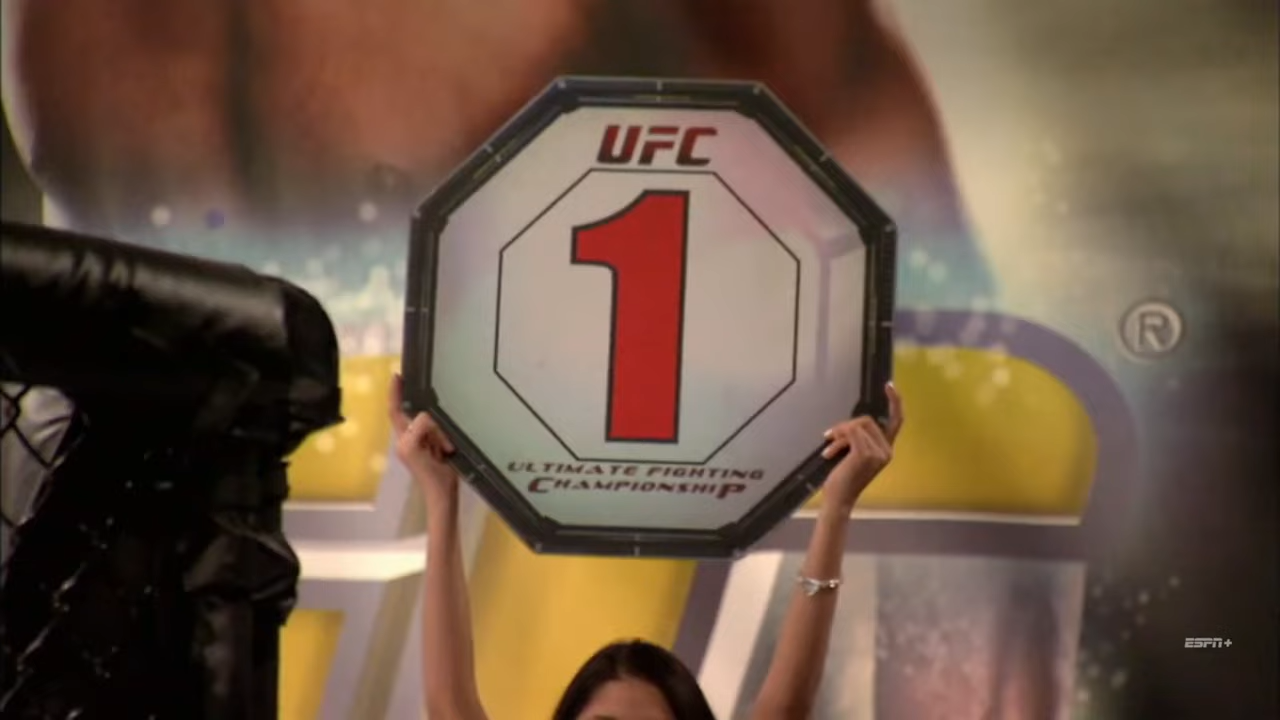 UFC
1
ULTIMATE FIGHTING
CHAMPIONSHIP
®
ESPN+